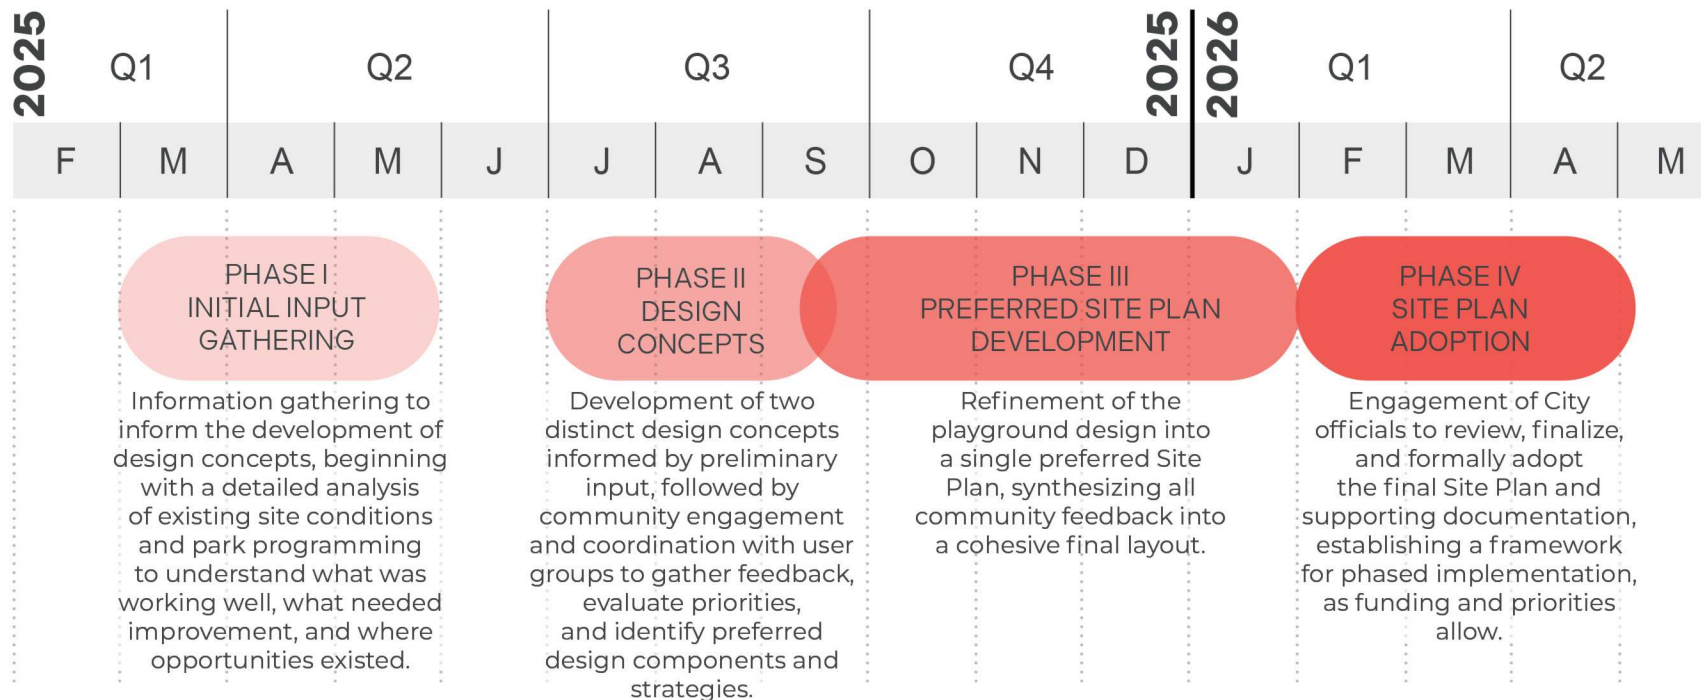 2025
Q1 Q2 Q3 Q4
2025
2026
Q1 Q2
F M A M J J A S O N D J F M A M
PHASE I
INITIAL INPUT
GATHERING
Information gathering to
inform the development of
design concepts, beginning
with a detailed analysis
of existing site conditions
and park programming
to understand what was
working well, what needed
improvement, and where
opportunities existed.
PHASE II
DESIGN
CONCEPTS
Development of two
distinct design concepts
informed by preliminary
input, followed by
community engagement
and coordination with user
groups to gather feedback,
evaluate priorities,
and identify preferred
design components and
strategies.
PHASE III
PREFERRED SITE PLAN
DEVELOPMENT
Refinement of the
playground design into
a single preferred Site
Plan, synthesizing all
community feedback into
a cohesive final layout.
PHASE IV
SITE PLAN
ADOPTION
Engagement of City
officials to review, finalize,
and formally adopt
the final Site Plan and
supporting documentation,
establishing a framework
for phased implementation,
as funding and priorities
allow.